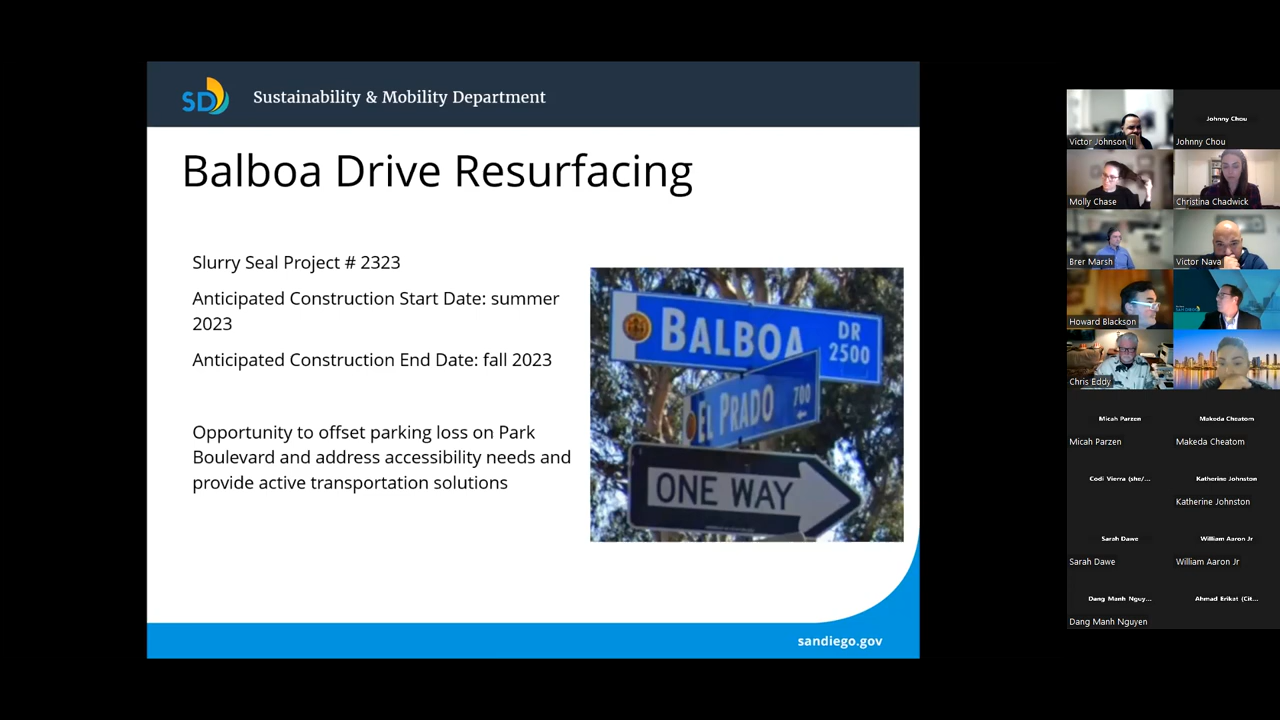 SD
Sustainability & Mobility Department
Balboa Drive Resurfacing
Slurry Seal Project # 2323
Anticipated Construction Start Date: summer
2023
Anticipated Construction End Date: fall 2023
Opportunity to offset parking loss on Park
Boulevard and address accessibility needs and
provide active transportation solutions
BALBOA DR
2500
EL PRADO 700
ONE WAY
sandiego.gov
Victor Johnson II
Johnny Chou
Johnny Chou
Molly Chase
Christina Chadwick
Brer Marsh
Victor Nava
Howard Blackson
Chris Eddy
Micah Parzen
Makeda Cheatom
Micah Parzen
Makeda Cheatom
Codi Vierra (she/...
Katherine Johnston
Katherine Johnston
Sarah Dawe
William Aaron Jr
Sarah Dawe
William Aaron Jr
Dang Manh Nguy...
Ahmad Erikat (Cit...
Dang Manh Nguyen